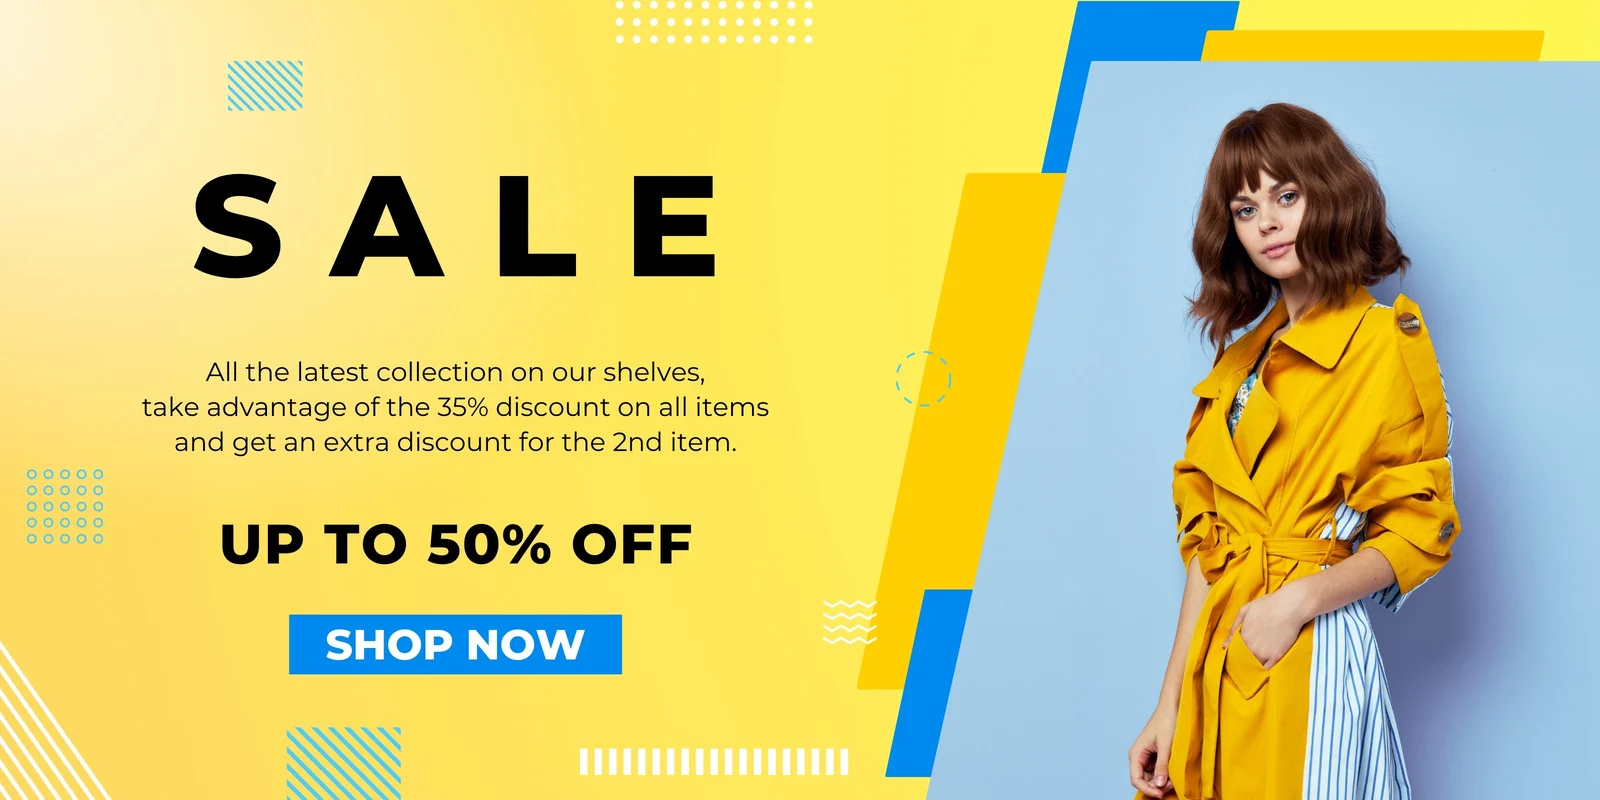 SALE
All the latest collection on our shelves,
take advantage of the 35% discount on all items
and get an extra discount for the 2nd item.
UP TO 50% OFF
SHOP NOW